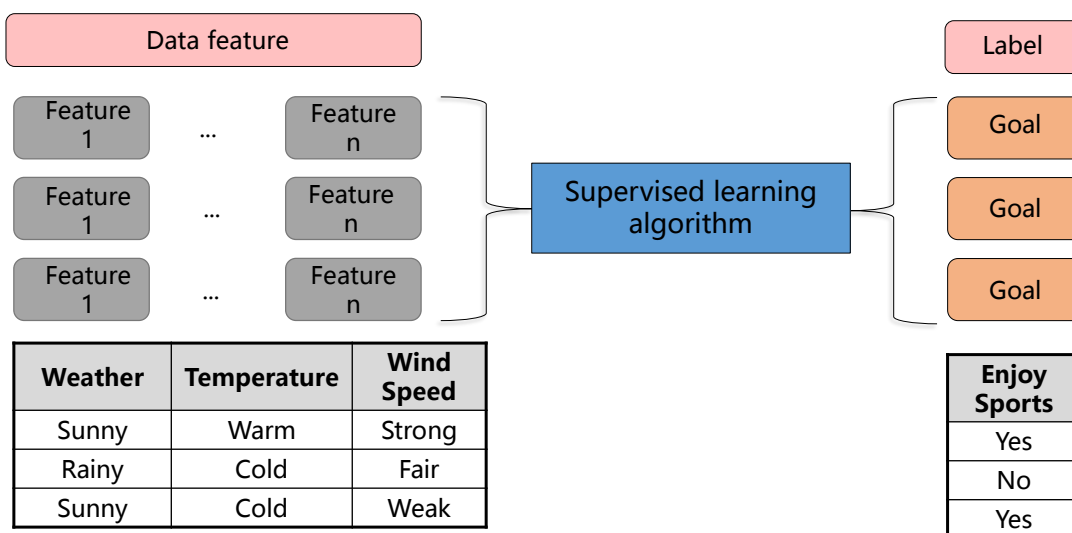 Data feature
Label
Feature
1
...
Feature
n
Goal
Feature
1
...
Feature
n
Goal
Feature
1
...
Feature
n
Goal
Supervised learning
algorithm
Weather Temperature Wind
Speed
Sunny Warm Strong
Rainy Cold Fair
Sunny Cold Weak
Enjoy
Sports
Yes
No
Yes